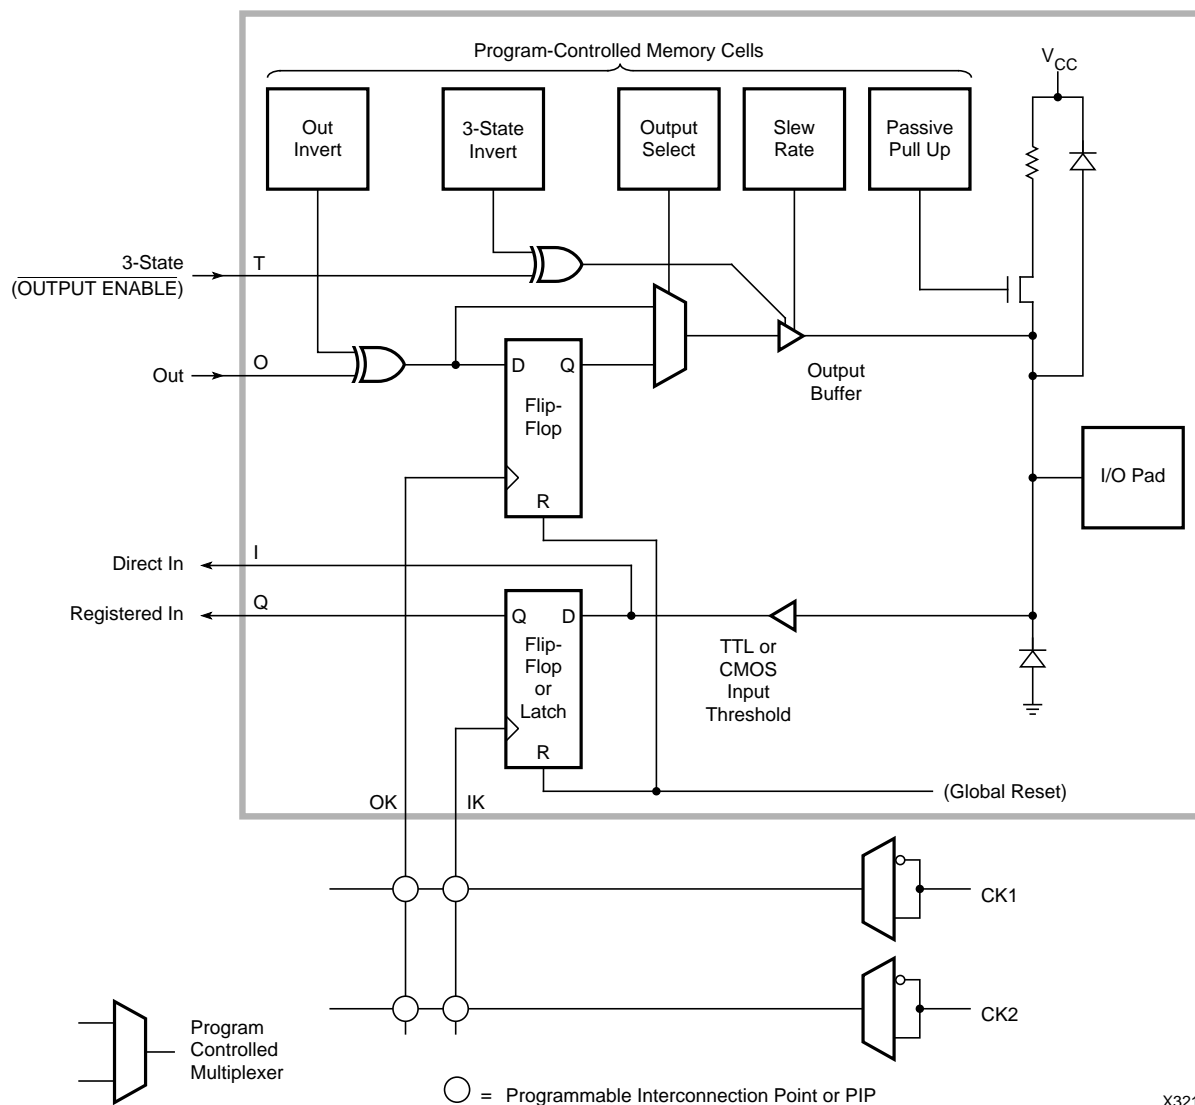 Program-Controlled Memory Cells
VCC
Out
Invert
3-State
Invert
Output
Select
Slew
Rate
Passive
Pull Up
3-State
(OUTPUT ENABLE)
T
Out
O
D
Q
Flip-
Flop
R
Output
Buffer
I/O Pad
Direct In
I
Registered In
Q
Q
D
Flip-
Flop
or
Latch
R
TTL or
CMOS
Input
Threshold
OK
IK
(Global Reset)
CK1
CK2
Program
Controlled
Multiplexer
= Programmable Interconnection Point or PIP
X321